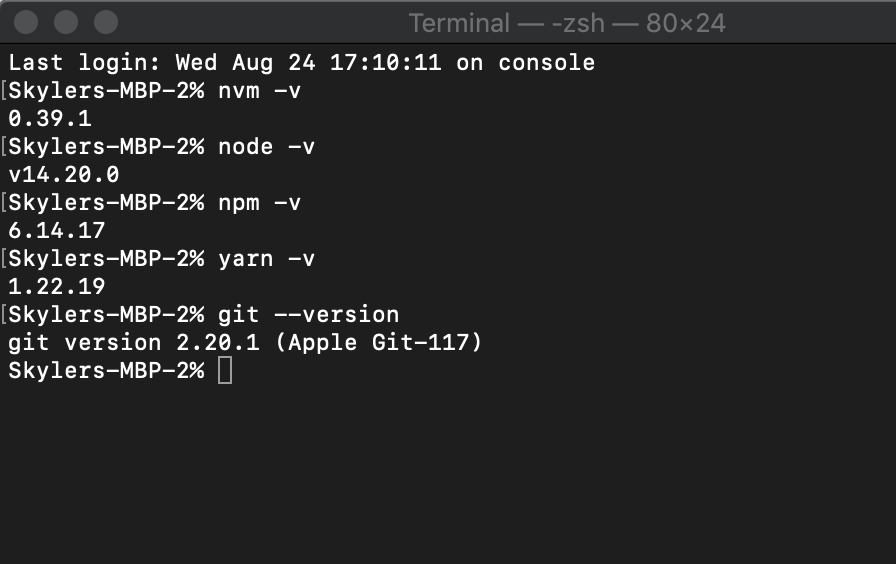 Terminal — -zsh — 80×24
Last login: Wed Aug 24 17:10:11 on console
[Skylers-MBP-2% nvm -v
0.39.1
[Skylers-MBP-2% node -v
v14.20.0
[Skylers-MBP-2% npm -v
6.14.17
[Skylers-MBP-2% yarn -v
1.22.19
[Skylers-MBP-2% git --version
git version 2.20.1 (Apple Git-117)
Skylers-MBP-2%